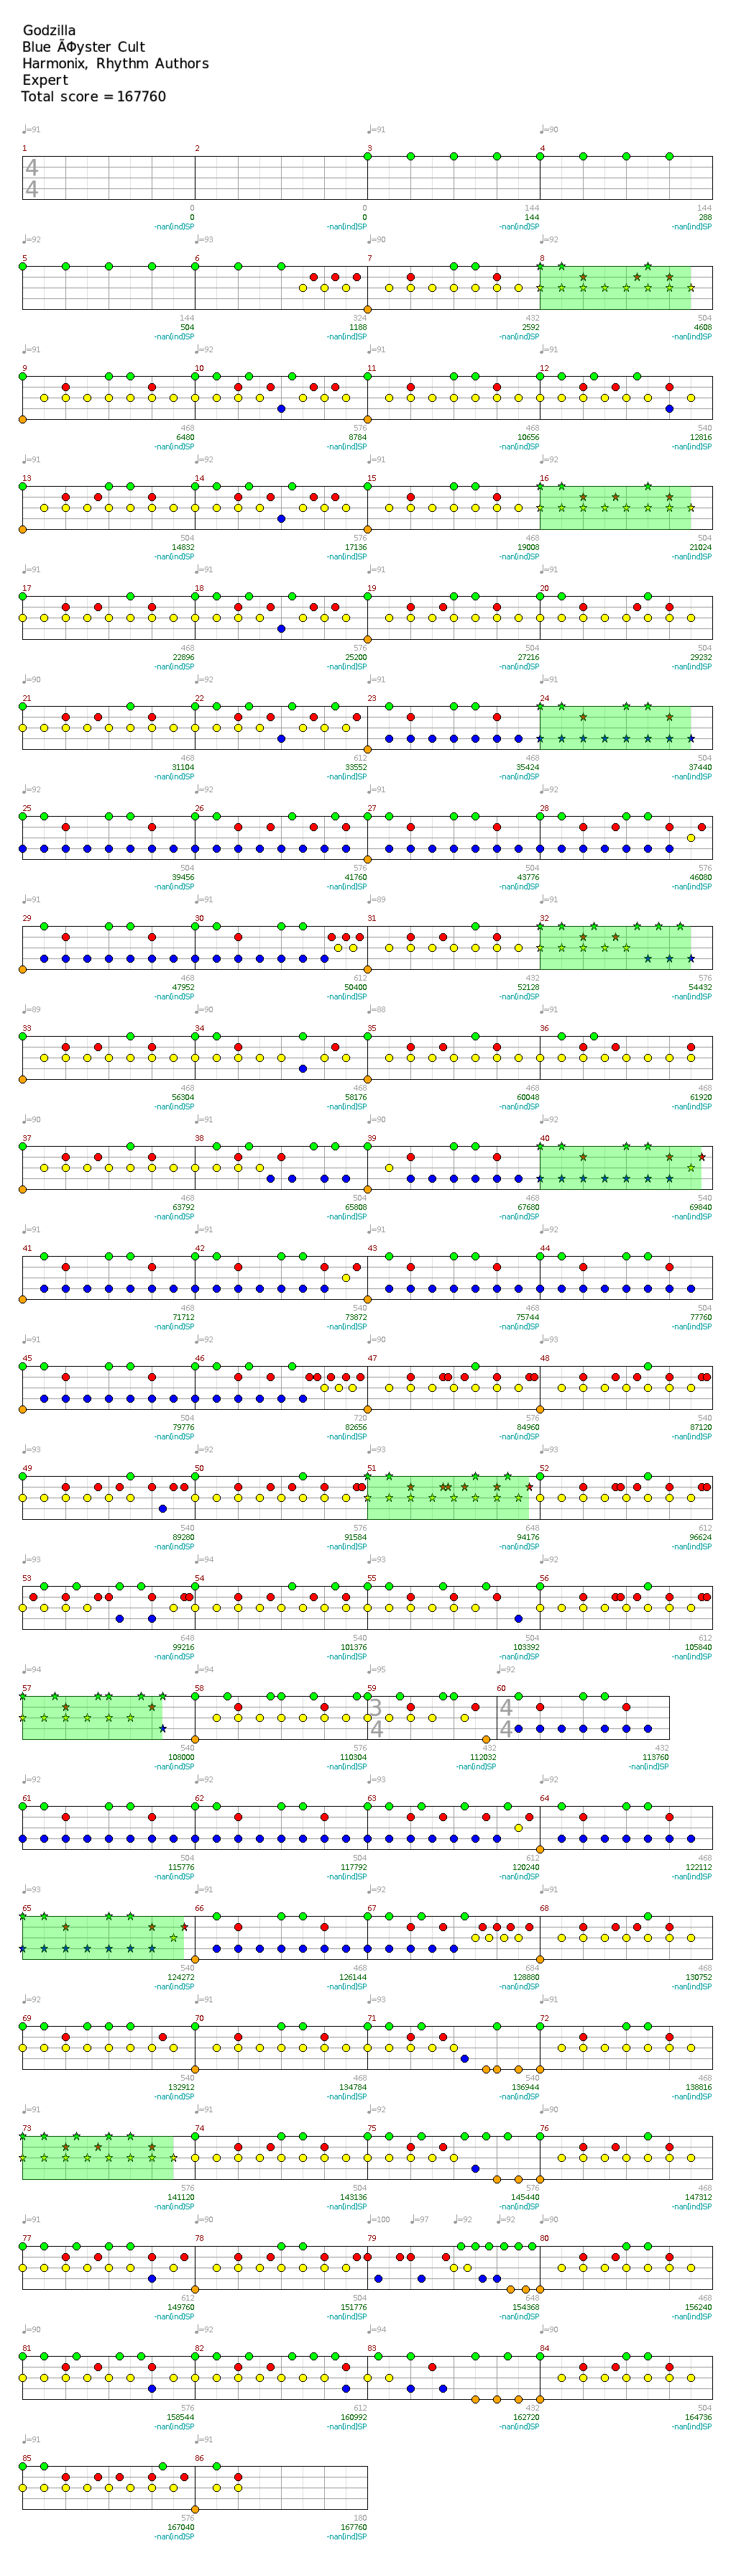 Godzilla
Blue Ãyster Cult
Harmonix, Rhythm Authors
Expert
Total score = 167760
♩=91 ♩=91 ♩=90
1 2 3 4
4
4
0 0 144 144
0 0 144 288
-nan(ind)SP -nan(ind)SP -nan(ind)SP -nan(ind)SP
♩=92 ♩=93 ♩=90 ♩=92
5 6 7 8
144 324 432 504
504 1188 2592 4608
-nan(ind)SP -nan(ind)SP -nan(ind)SP -nan(ind)SP
♩=91 ♩=92 ♩=91 ♩=91
9 10 11 12
468 576 468 540
6480 8784 10656 12816
-nan(ind)SP -nan(ind)SP -nan(ind)SP -nan(ind)SP
♩=91 ♩=92 ♩=91 ♩=92
13 14 15 16
504 576 468 504
14832 17136 19008 21024
-nan(ind)SP -nan(ind)SP -nan(ind)SP -nan(ind)SP
♩=91 ♩=91 ♩=91 ♩=91
17 18 19 20
468 576 504 504
22896 25200 27216 29232
-nan(ind)SP -nan(ind)SP -nan(ind)SP -nan(ind)SP
♩=90 ♩=92 ♩=92 ♩=91
21 22 23 24
468 612 468 504
31104 33552 35424 37440
-nan(ind)SP -nan(ind)SP -nan(ind)SP -nan(ind)SP
♩=92 ♩=92 ♩=92 ♩=92
25 26 27 28
504 576 504 576
39456 41760 43776 46080
-nan(ind)SP -nan(ind)SP -nan(ind)SP -nan(ind)SP
♩=91 ♩=91 ♩=89 ♩=91
29 30 31 32
468 612 432 576
47952 50400 52128 54432
-nan(ind)SP -nan(ind)SP -nan(ind)SP -nan(ind)SP
♩=89 ♩=90 ♩=88 ♩=91
33 34 35 36
468 468 468 468
56304 58176 60048 61920
-nan(ind)SP -nan(ind)SP -nan(ind)SP -nan(ind)SP
♩=90 ♩=91 ♩=90 ♩=92
37 38 39 40
468 504 468 540
63792 65808 67680 69840
-nan(ind)SP -nan(ind)SP -nan(ind)SP -nan(ind)SP
♩=91 ♩=91 ♩=91 ♩=92
41 42 43 44
468 540 468 504
71712 73872 75744 77760
-nan(ind)SP -nan(ind)SP -nan(ind)SP -nan(ind)SP
♩=91 ♩=92 ♩=90 ♩=93
45 46 47 48
504 720 576 540
79776 82656 84960 87120
-nan(ind)SP -nan(ind)SP -nan(ind)SP -nan(ind)SP
♩=93 ♩=92 ♩=93 ♩=93
49 50 51 52
540 576 648 612
89280 91584 94176 96624
-nan(ind)SP -nan(ind)SP -nan(ind)SP -nan(ind)SP
♩=93 ♩=94 ♩=93 ♩=92
53 54 55 56
648 540 504 612
99216 101376 103392 105840
-nan(ind)SP -nan(ind)SP -nan(ind)SP -nan(ind)SP
♩=94 ♩=94 ♩=95 ♩=92
57 58 59 60
3 4
4 4
540 576 432 432
108000 110304 112032 113760
-nan(ind)SP -nan(ind)SP -nan(ind)SP -nan(ind)SP
♩=92 ♩=92 ♩=93 ♩=91
61 62 63 64
504 504 612 468
115776 117792 120240 122112
-nan(ind)SP -nan(ind)SP -nan(ind)SP -nan(ind)SP
♩=93 ♩=91 ♩=92 ♩=91
65 66 67 68
540 468 684 468
124272 126144 128880 130752
-nan(ind)SP -nan(ind)SP -nan(ind)SP -nan(ind)SP
♩=92 ♩=91 ♩=93 ♩=91
69 70 71 72
540 468 540 468
132912 134784 136944 138816
-nan(ind)SP -nan(ind)SP -nan(ind)SP -nan(ind)SP
♩=91 ♩=91 ♩=91 ♩=90
73 74 75 76
576 504 576 468
141120 143136 145440 147312
-nan(ind)SP -nan(ind)SP -nan(ind)SP -nan(ind)SP
♩=91 ♩=90 ♩=100 ♩=97 ♩=92 ♩=92 ♩=90
77 78 79 80
612 504 648 468
149760 151776 154368 156240
-nan(ind)SP -nan(ind)SP -nan(ind)SP -nan(ind)SP
♩=90 ♩=92 ♩=94 ♩=90
81 82 83 84
576 612 432 504
158544 160992 162720 164736
-nan(ind)SP -nan(ind)SP -nan(ind)SP -nan(ind)SP
♩=91 ♩=91
85 86
576 180
167040 167760
-nan(ind)SP -nan(ind)SP